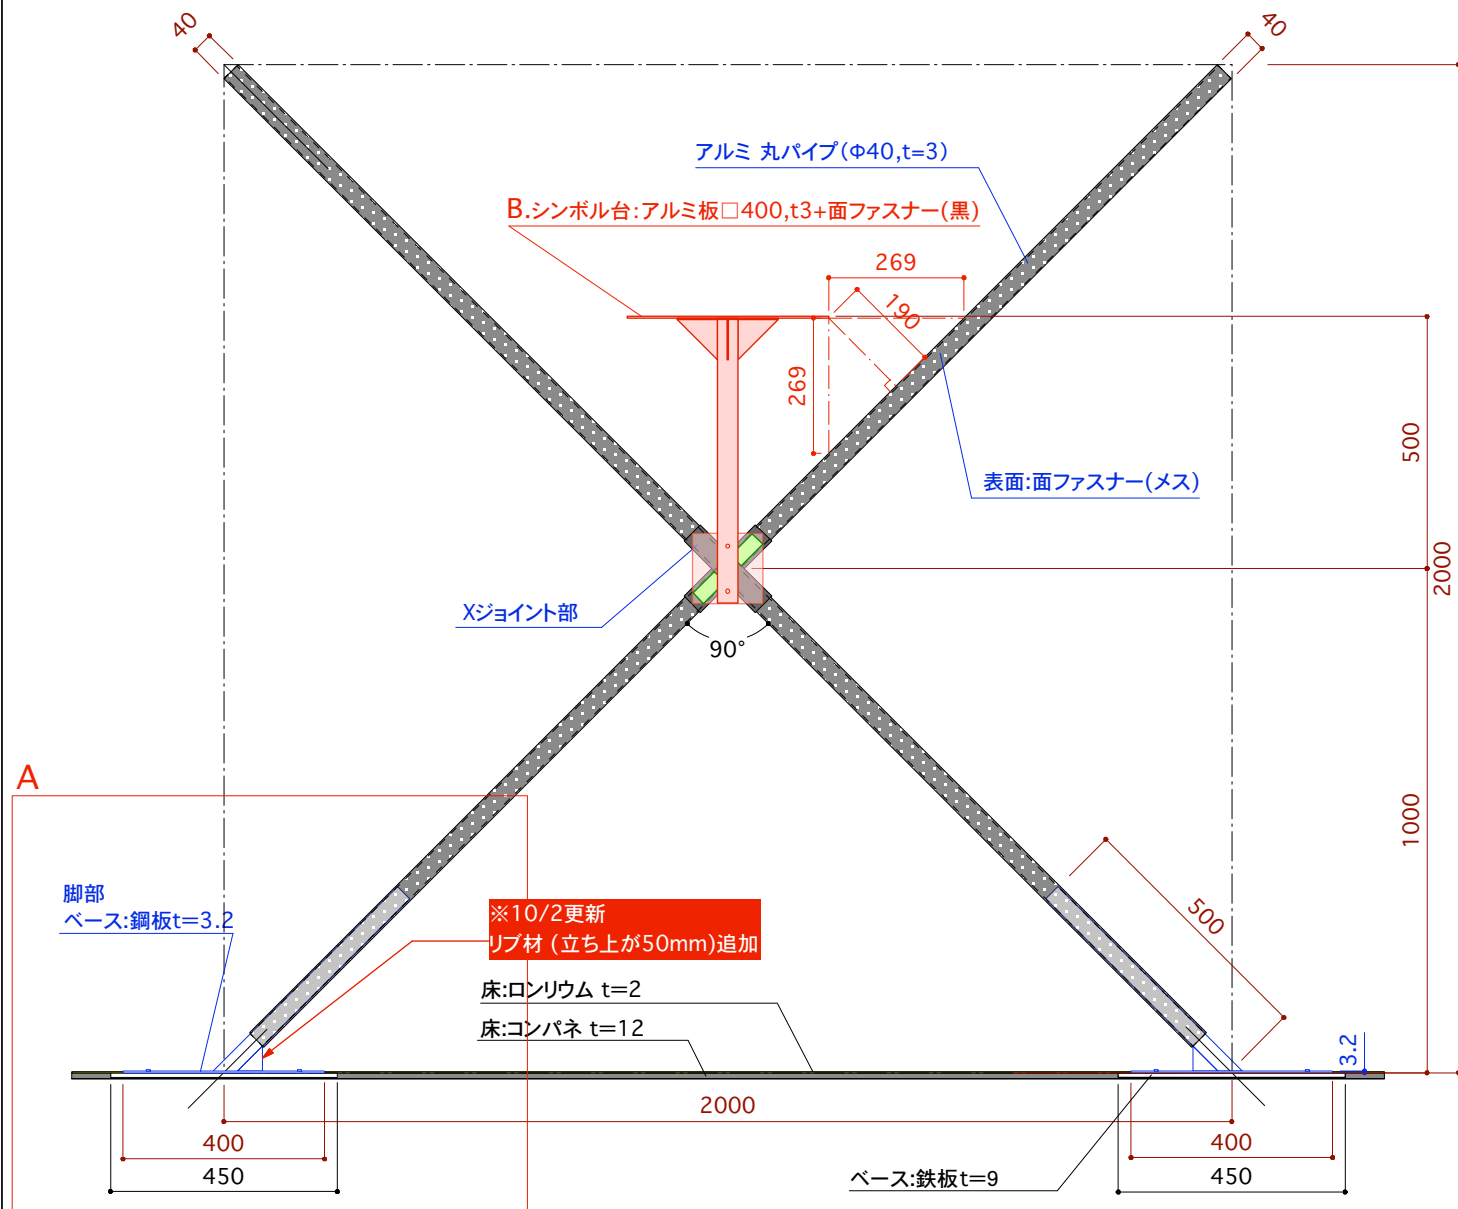 40
40
アルミ 丸パイプ(Φ40,t=3)
B.シンボル台:アルミ板□400,t3+面ファスナー(黒)
269
190
269
500
表面:面ファスナー(メス)
2000
Xジョイント部
90°
A
1000
脚部
ベース:鋼板t=3.2
※10/2更新
リブ材 (立ち上が50mm)追加
500
床:ロンリウム t=2
床:コンパネ t=12
3.2
2000
400
400
450
ベース:鉄板t=9
450